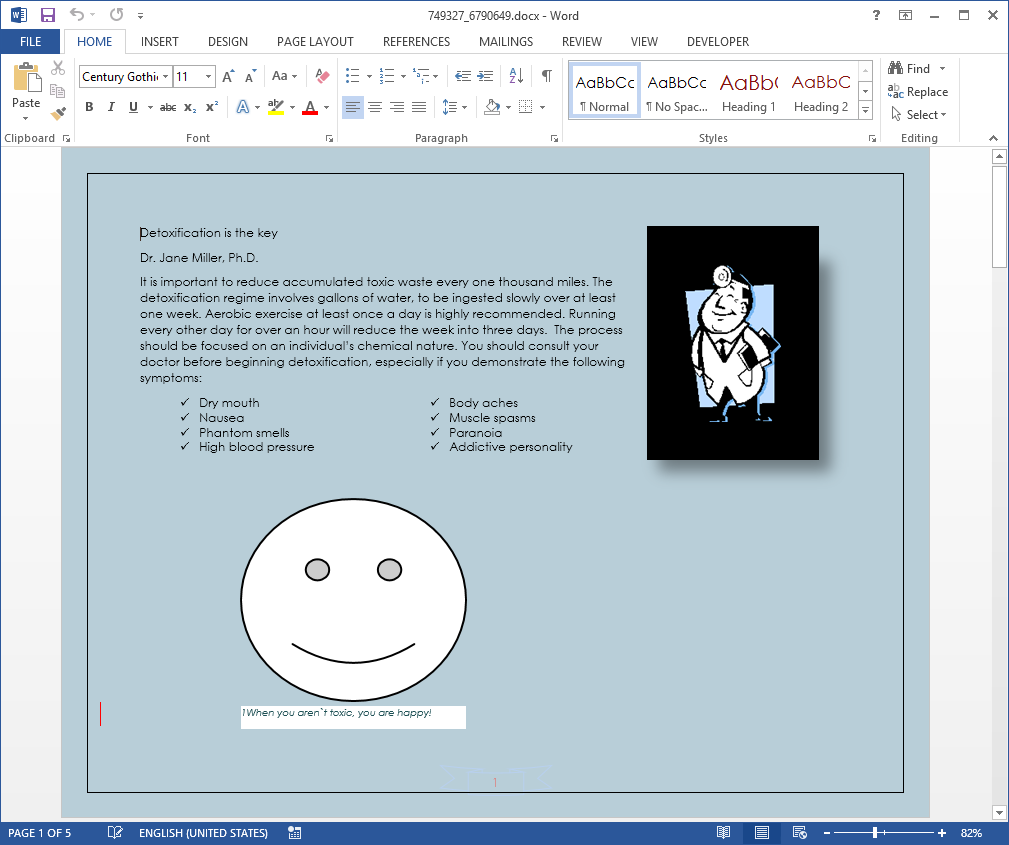 749327_6790649.docx - Word
FILE HOME INSERT DESIGN PAGE LAYOUT REFERENCES MAILINGS REVIEW VIEW DEVELOPER
Paste
Clipboard
Century Gothi 11
Aa
B I U abc x₂ x²
A A
Font
Paragraph
AaBbCc AaBbCc AaBb( AaBbC
¶ Normal ¶ No Spac... Heading 1 Heading 2
Styles
Find
Replace
Select
Editing
Detoxification is the key
Dr. Jane Miller, Ph.D.
It is important to reduce accumulated toxic waste every one thousand miles. The
detoxification regime involves gallons of water, to be ingested slowly over at least
one week. Aerobic exercise at least once a day is highly recommended. Running
every other day for over an hour will reduce the week into three days.  The process
should be focused on an individual's chemical nature. You should consult your
doctor before beginning detoxification, especially if you demonstrate the following
symptoms:
✓ Dry mouth
✓ Nausea
✓ Phantom smells
✓ High blood pressure
✓ Body aches
✓ Muscle spasms
✓ Paranoia
✓ Addictive personality
1When you aren`t toxic, you are happy!
1
PAGE 1 OF 5 ENGLISH (UNITED STATES) 82%